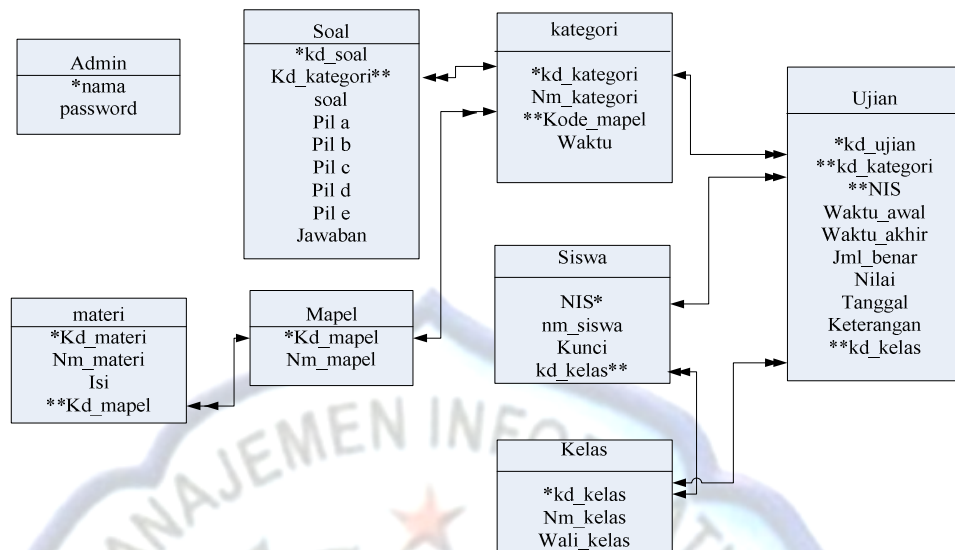 Admin
*nama
password
Soal
*kd_soal
Kd_kategori**
soal
Pil a
Pil b
Pil c
Pil d
Pil e
Jawaban
kategori
*kd_kategori
Nm_kategori
**Kode_mapel
Waktu
Ujian
*kd_ujian
**kd_kategori
**NIS
Waktu_awal
Waktu_akhir
Jml_benar
Nilai
Tanggal
Keterangan
**kd_kelas
Siswa
NIS*
nm_siswa
Kunci
kd_kelas**
materi
*Kd_materi
Nm_materi
Isi
**Kd_mapel
Mapel
*Kd_mapel
Nm_mapel
Kelas
*kd_kelas
Nm_kelas
Wali_kelas